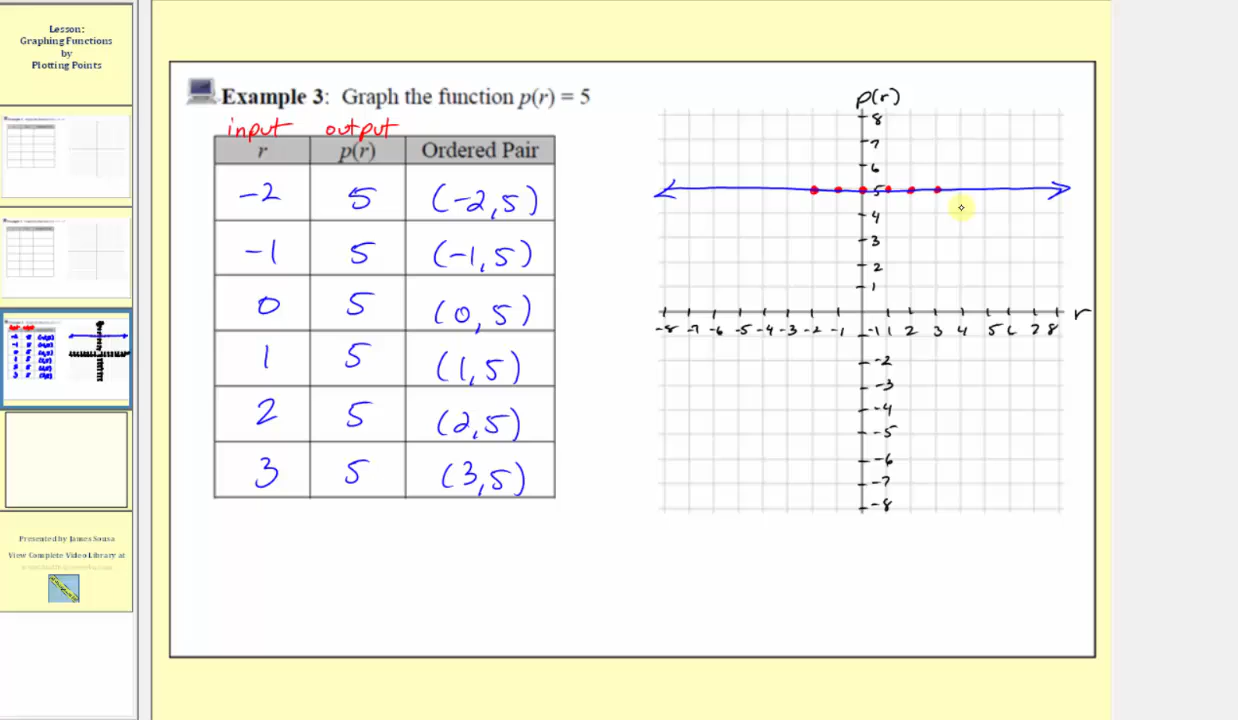 Lesson:
Graphing Functions
by
Plotting Points
Presented by James Sousa
View Complete Video Library at
Example 3: Graph the function p(r) = 5
input output
r p(r) Ordered Pair
-2 5 (-2,5)
-1 5 (-1,5)
0 5 (0,5)
1 5 (1,5)
2 5 (2,5)
3 5 (3,5)
p(r)
8
7
6
5
4
3
2
1
-8 -7 -6 -5 -4 -3 -2 -1 -1 1 2 3 4 5 6 7 8 r
-2
-3
-4
-5
-6
-7
-8